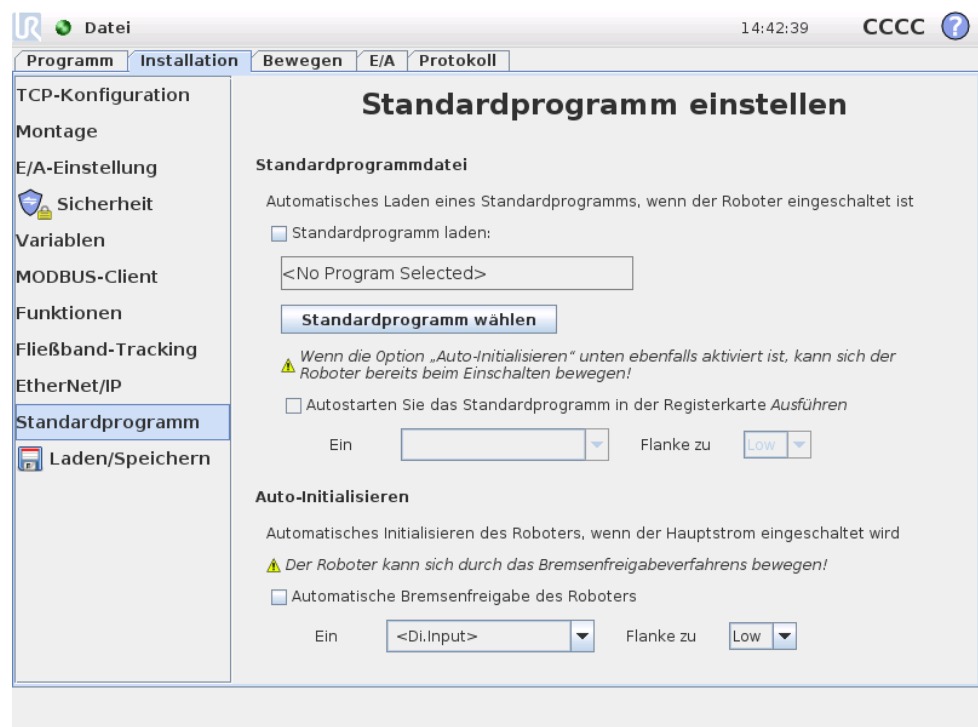 UR Datei 14:42:39 CCCC ?
Programm Installation Bewegen E/A Protokoll
TCP-Konfiguration
Montage
E/A-Einstellung
Sicherheit
Variablen
MODBUS-Client
Funktionen
Fließband-Tracking
EtherNet/IP
Standardprogramm
Laden/Speichern
Standardprogramm einstellen
Standardprogrammdatei
Automatisches Laden eines Standardprogramms, wenn der Roboter eingeschaltet ist
Standardprogramm laden:
<No Program Selected>
Standardprogramm wählen
Wenn die Option „Auto-Initialisieren“ unten ebenfalls aktiviert ist, kann sich der
Roboter bereits beim Einschalten bewegen!
Autostarten Sie das Standardprogramm in der Registerkarte Ausführen
Ein Flanke zu Low
Auto-Initialisieren
Automatisches Initialisieren des Roboters, wenn der Hauptstrom eingeschaltet wird
Der Roboter kann sich durch das Bremsenfreigabeverfahrens bewegen!
Automatische Bremsenfreigabe des Roboters
Ein <Di.Input> Flanke zu Low